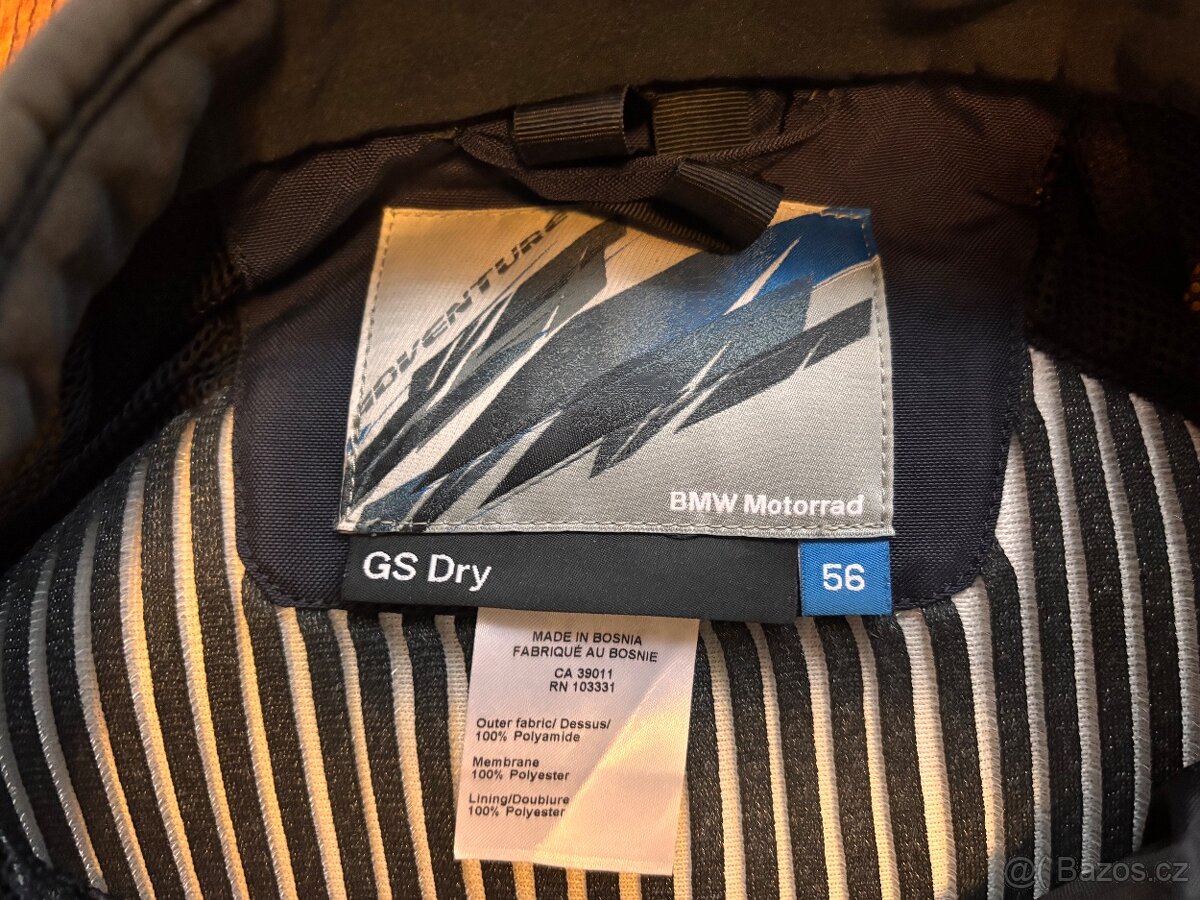 ADVENTURE
BMW Motorrad
GS Dry
56
MADE IN BOSNIA
FABRIQUÉ AU BOSNIE
CA 39011
RN 103331
Outer fabric/ Dessus/
100% Polyamide
Membrane
100% Polyester
Lining/Doublure
100% Polyester
@ Bazos.cz